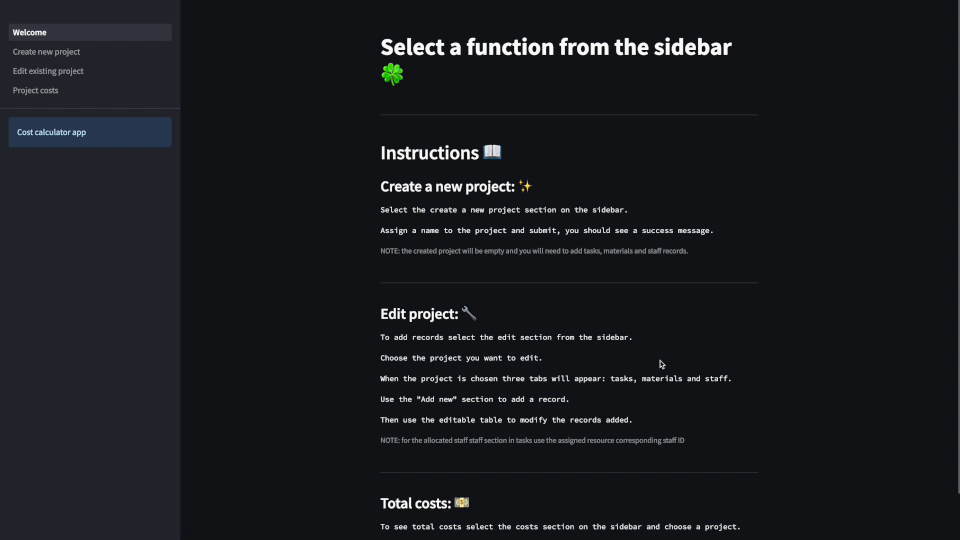 Welcome
Create new project
Edit existing project
Project costs
Cost calculator app
Select a function from the sidebar
Instructions
Create a new project:
Select the create a new project section on the sidebar.
Assign a name to the project and submit, you should see a success message.
NOTE: the created project will be empty and you will need to add tasks, materials and staff records.
Edit project:
To add records select the edit section from the sidebar.
Choose the project you want to edit.
When the project is chosen three tabs will appear: tasks, materials and staff.
Use the "Add new" section to add a record.
Then use the editable table to modify the records added.
NOTE: for the allocated staff staff section in tasks use the assigned resource corresponding staff ID
Total costs:
To see total costs select the costs section on the sidebar and choose a project.